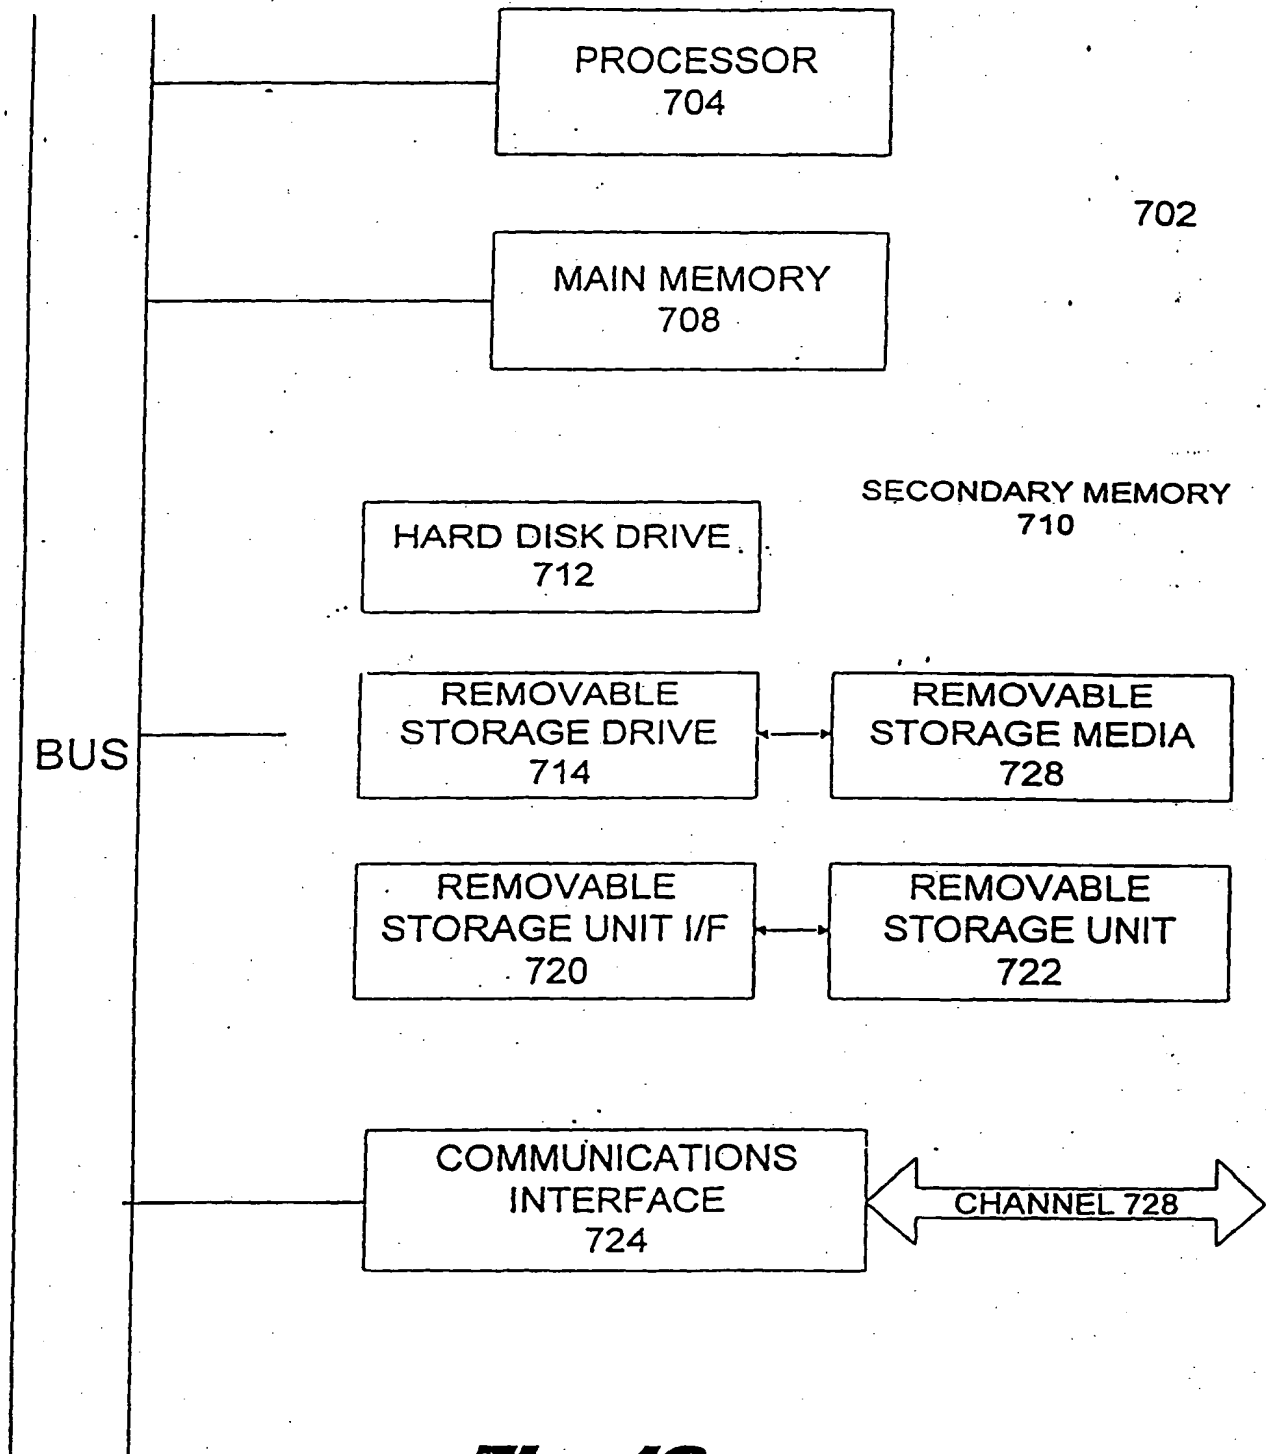 PROCESSOR
704
702
MAIN MEMORY
708
SECONDARY MEMORY
710
HARD DISK DRIVE
712
BUS
REMOVABLE
STORAGE DRIVE
714
REMOVABLE
STORAGE MEDIA
728
REMOVABLE
STORAGE UNIT I/F
720
REMOVABLE
STORAGE UNIT
722
COMMUNICATIONS
INTERFACE
724
CHANNEL 728